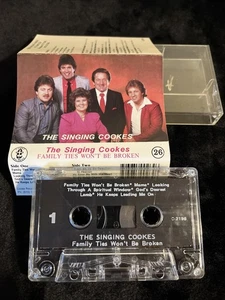 THE SINGING COOKES
The Singing Cookes
FAMILY TIES WON'T BE BROKEN
26
Side One
Side Two
Family Ties Won't Be Broken* Mama* Looking
Through A Spiritual Window* God's Dearest
Lamb* He Keeps Leading Me On
1
THE SINGING COOKES
Family Ties Won't Be Broken